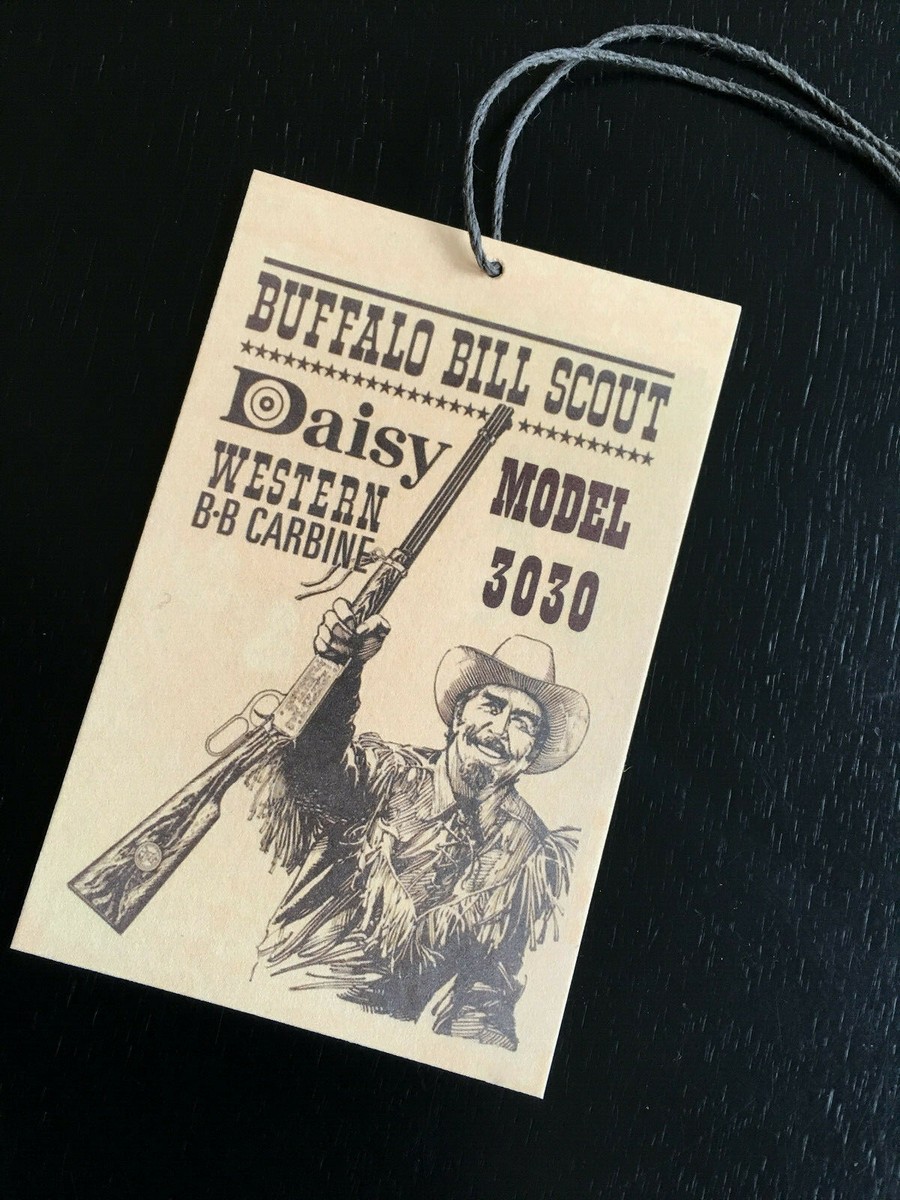 BUFFALO BILL SCOUT
Daisy
WESTERN
B·B CARBINE
MODEL
3030